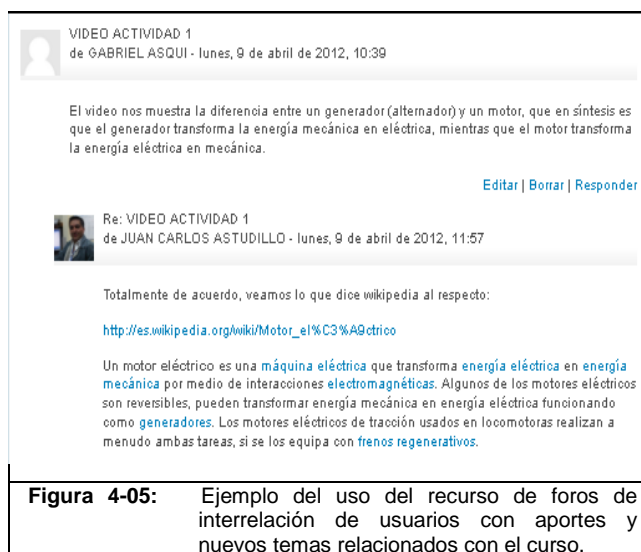 VIDEO ACTIVIDAD 1
de GABRIEL ASQUI - lunes, 9 de abril de 2012, 10:39
El video nos muestra la diferencia entre un generador (alternador) y un motor, que en síntesis es
que el generador transforma la energía mecánica en eléctrica, mientras que el motor transforma
la energía eléctrica en mecánica.
Editar | Borrar | Responder
Re: VIDEO ACTIVIDAD 1
de JUAN CARLOS ASTUDILLO - lunes, 9 de abril de 2012, 11:57
Totalmente de acuerdo, veamos lo que dice wikipedia al respecto:
http://es.wikipedia.org/wiki/Motor_el%C3%A9ctrico
Un motor eléctrico es una máquina eléctrica que transforma energía eléctrica en energía
mecánica por medio de interacciones electromagnéticas. Algunos de los motores eléctricos
son reversibles, pueden transformar energía mecánica en energía eléctrica funcionando
como generadores. Los motores eléctricos de tracción usados en locomotoras realizan a
menudo ambas tareas, si se los equipa con frenos regenerativos.
Figura 4-05: Ejemplo del uso del recurso de foros de
interrelación de usuarios con aportes y
nuevos temas relacionados con el curso.